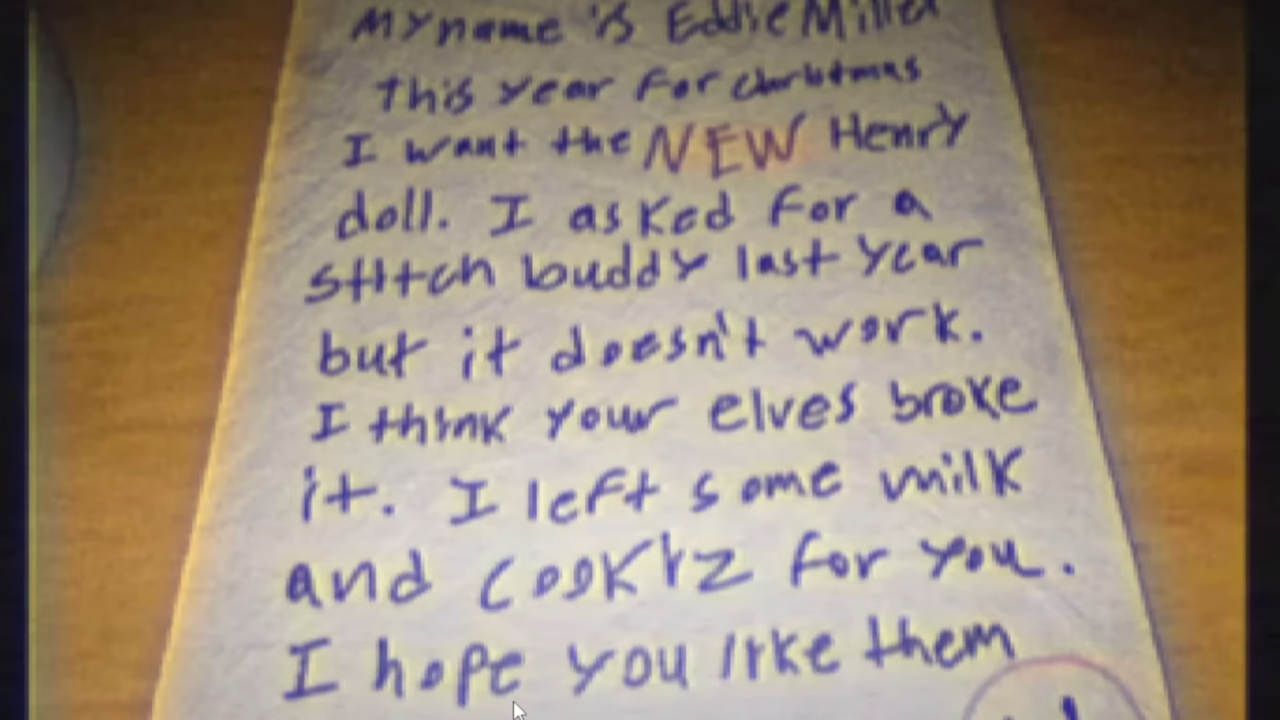 My name is Eddie Miller
This year for christmas
I want the NEW Henry
doll. I asked for a
stitch buddy last year
but it doesn't work.
I think your elves broke
it. I left some milk
and cookiz for you.
I hope you like them